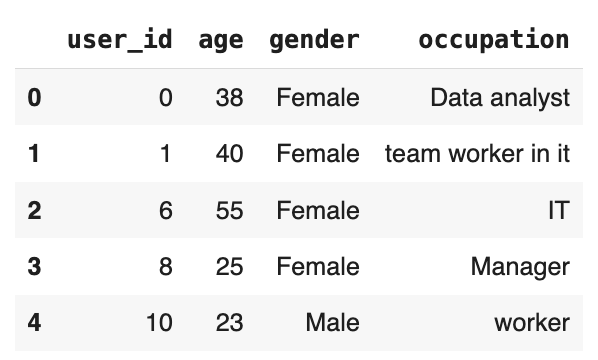 user_id age gender occupation
0 0 38 Female Data analyst
1 1 40 Female team worker in it
2 6 55 Female IT
3 8 25 Female Manager
4 10 23 Male worker